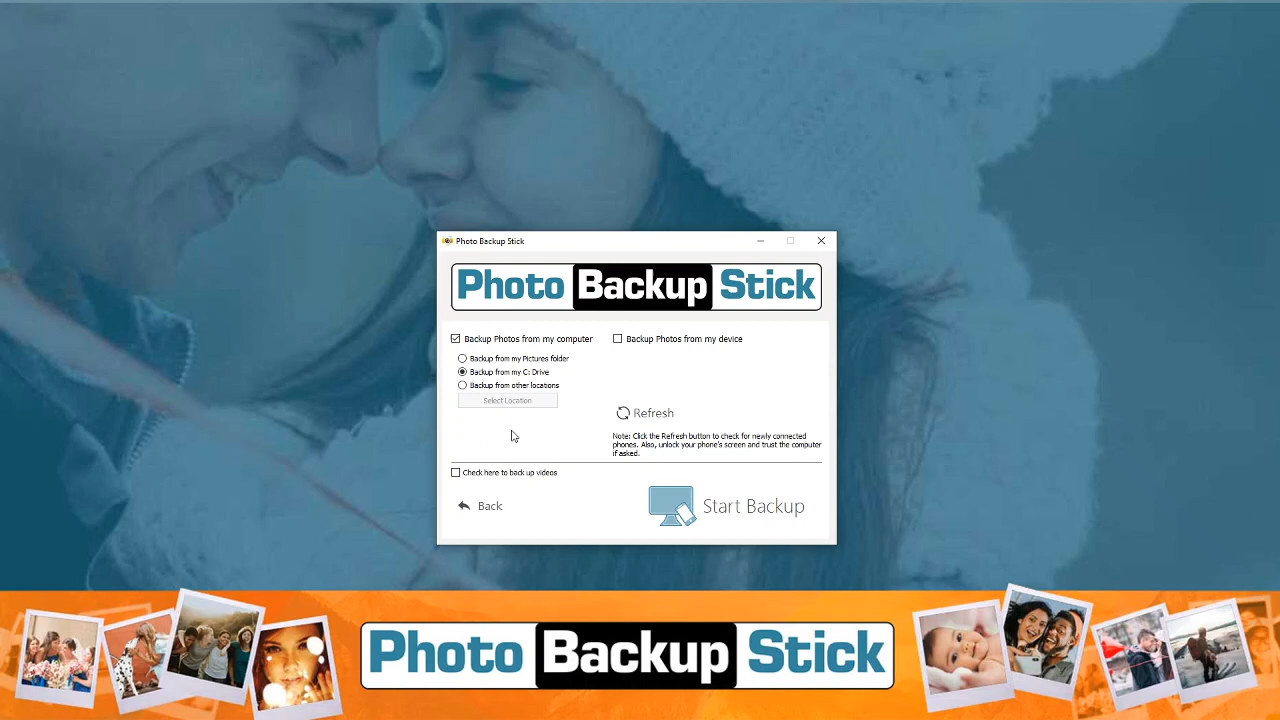 Photo Backup Stick
Photo Backup Stick
Backup Photos from my computer
Backup from my Pictures folder
Backup from my C: Drive
Backup from other locations
Select Location
Backup Photos from my device
Refresh
Note: Click the Refresh button to check for newly connected
phones. Also, unlock your phone's screen and trust the computer
if asked.
Check here to back up videos
Back
Start Backup
Photo Backup Stick